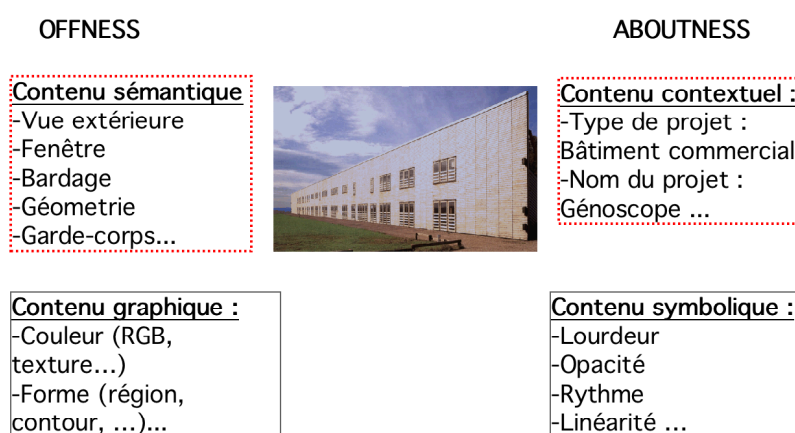 OFFNESS
ABOUTNESS
Contenu sémantique
-Vue extérieure
-Fenêtre
-Bardage
-Géometrie
-Garde-corps...
Contenu contextuel :
-Type de projet :
Bâtiment commercial
-Nom du projet :
Génoscope ...
Contenu graphique :
-Couleur (RGB,
texture...)
-Forme (région,
contour, ...)...
Contenu symbolique :
-Lourdeur
-Opacité
-Rythme
-Linéarité ...